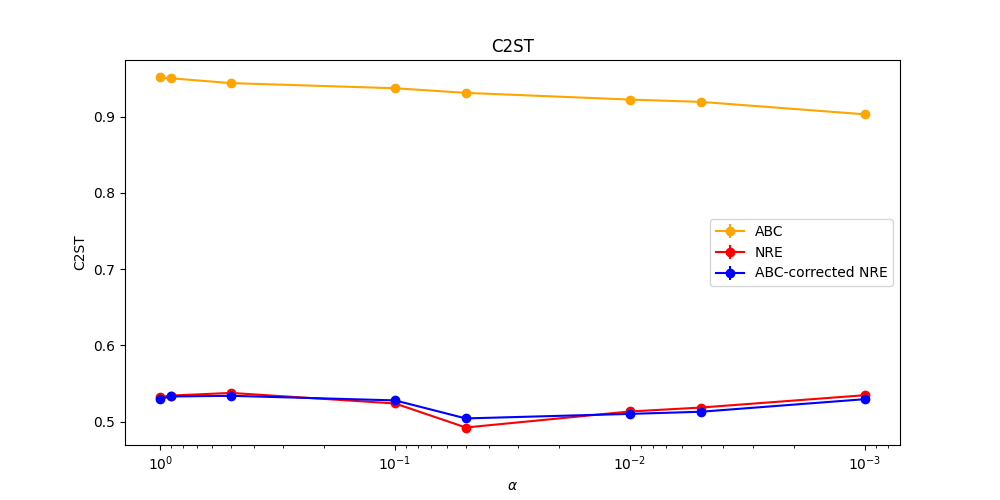 C2ST
C2ST
0.9
0.8
0.7
0.6
0.5
ABC
NRE
ABC-corrected NRE
10⁰ 10⁻¹ 10⁻² 10⁻³
α